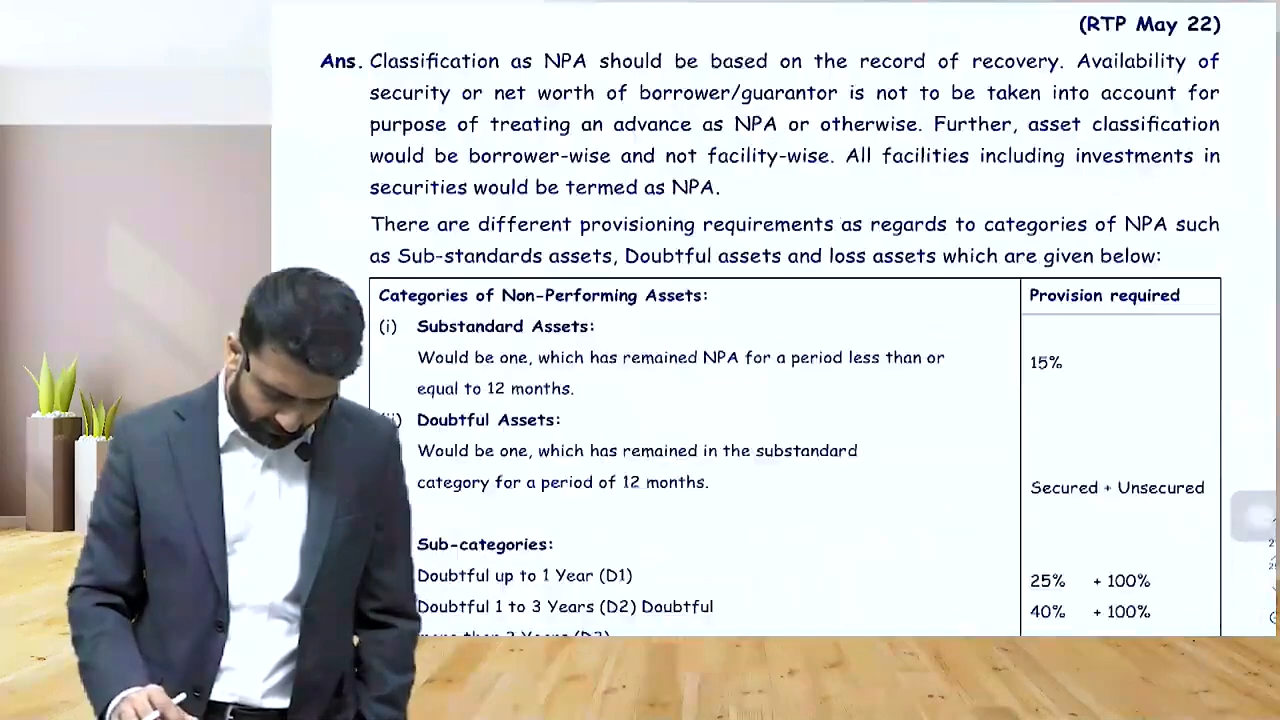 (RTP May 22)
Ans. Classification as NPA should be based on the record of recovery. Availability of
security or net worth of borrower/guarantor is not to be taken into account for
purpose of treating an advance as NPA or otherwise. Further, asset classification
would be borrower-wise and not facility-wise. All facilities including investments in
securities would be termed as NPA.
There are different provisioning requirements as regards to categories of NPA such
as Sub-standards assets, Doubtful assets and loss assets which are given below:
Categories of Non-Performing Assets: Provision required
(i) Substandard Assets:
Would be one, which has remained NPA for a period less than or
equal to 12 months.
15%
Doubtful Assets:
Would be one, which has remained in the substandard
category for a period of 12 months.
Secured + Unsecured
Sub-categories:
Doubtful up to 1 Year (D1) 25% + 100%
Doubtful 1 to 3 Years (D2) Doubtful 40% + 100%